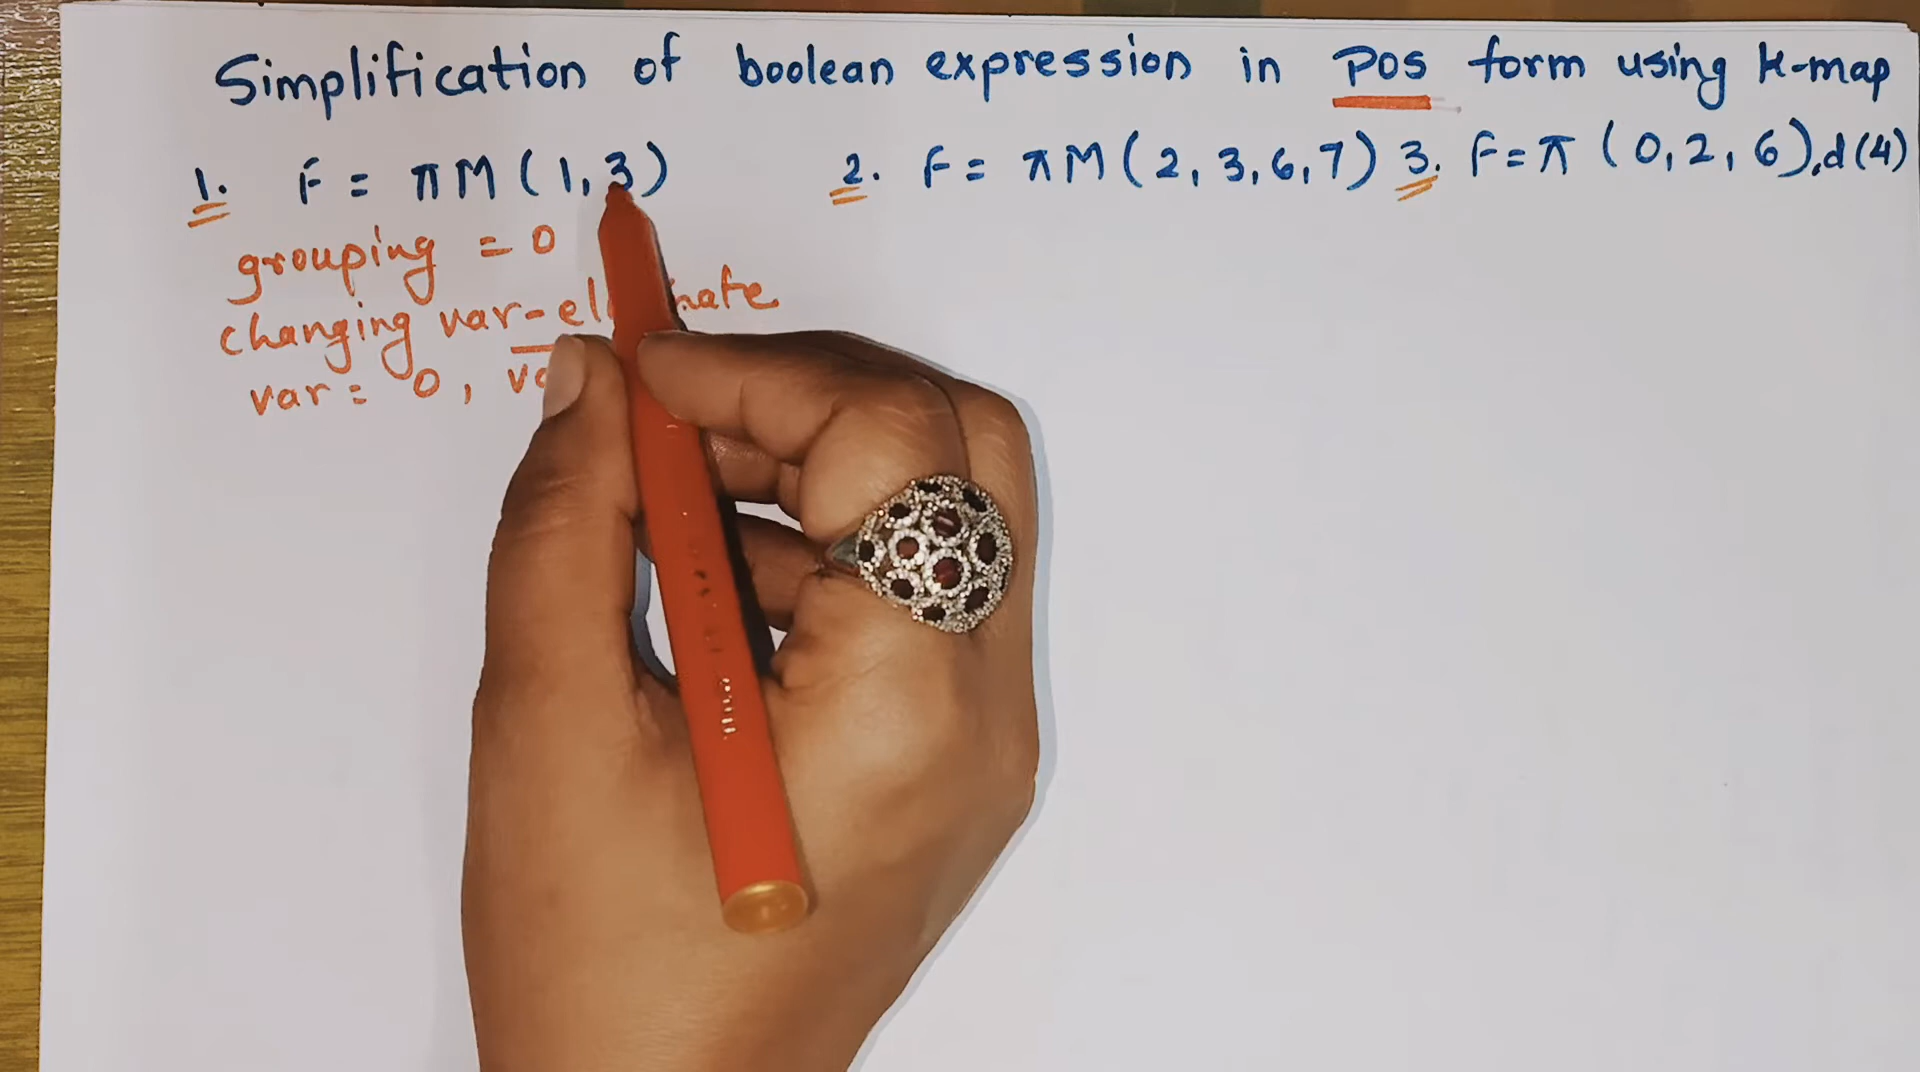 Simplification of boolean expression in POS form using K-map
1. F = πM(1,3) 2. F = πM(2,3,6,7) 3. F=π(0,2,6),d(4)
grouping = 0
changing var-
var = 0,